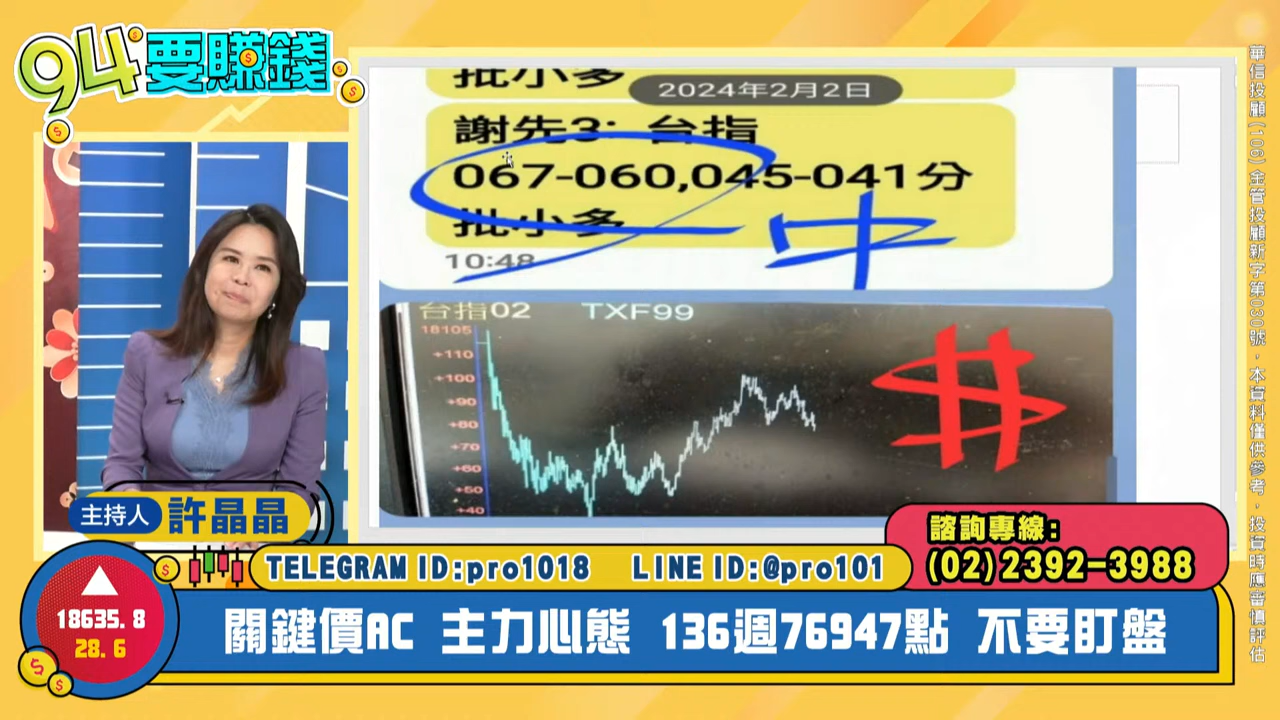 94要賺錢
批小多
2024年2月2日
謝先3: 台指
067-060,045-041分
批小多
10:48
中
台指02 TXF99
18105
+110
+100
+90
+80
+70
+60
+50
+40
主持人 許晶晶
諮詢專線:
(02)2392-3988
TELEGRAM ID:pro1018 LINE ID:@pro101
18635.8
28.6
關鍵價AC 主力心態 136週76947點 不要盯盤
華信投顧(106)金管投顧新字第030號，本資料僅供參考，投資時應審慎評估